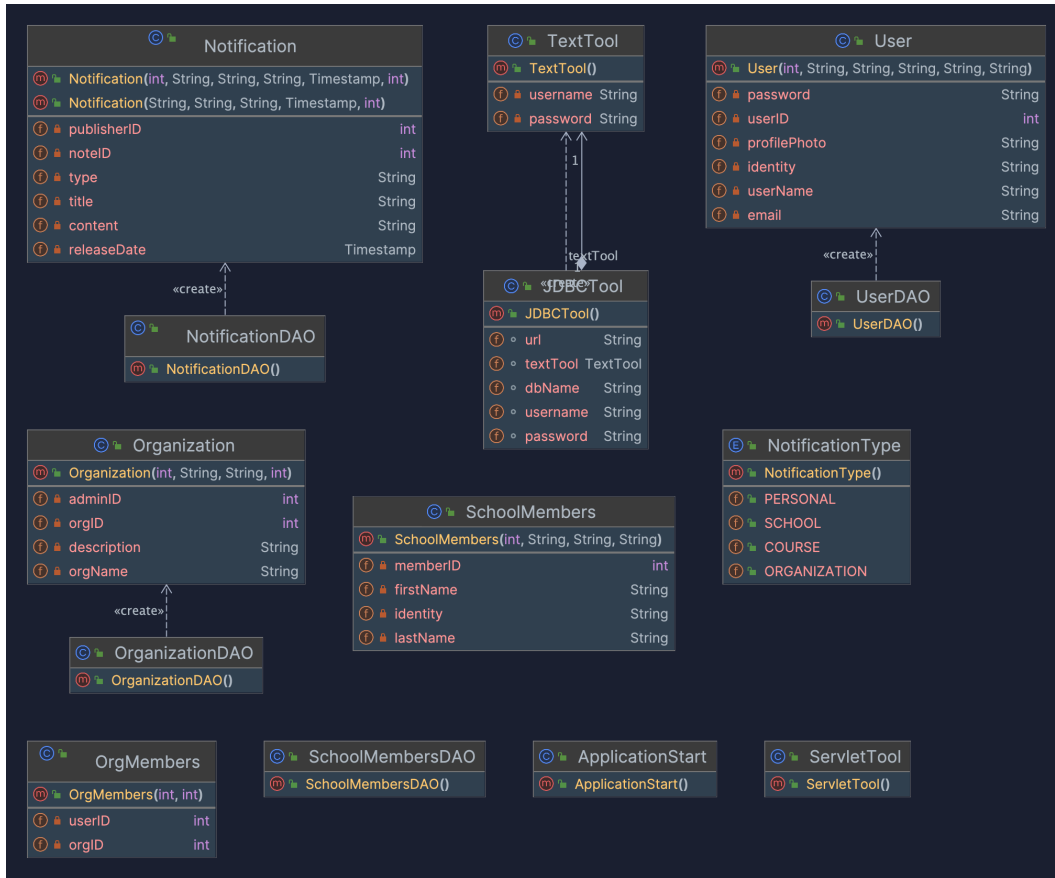 Notification
Notification(int, String, String, String, Timestamp, int)
Notification(String, String, String, Timestamp, int)
publisherID int
noteID int
type String
title String
content String
releaseDate Timestamp
«create»
NotificationDAO
NotificationDAO()
TextTool
TextTool()
username String
password String
1
textTool
1
«create»
JDBCTool
JDBCTool()
url String
textTool TextTool
dbName String
username String
password String
User
User(int, String, String, String, String, String)
password String
userID int
profilePhoto String
identity String
userName String
email String
«create»
UserDAO
UserDAO()
Organization
Organization(int, String, String, int)
adminID int
orgID int
description String
orgName String
«create»
OrganizationDAO
OrganizationDAO()
SchoolMembers
SchoolMembers(int, String, String, String)
memberID int
firstName String
identity String
lastName String
NotificationType
NotificationType()
PERSONAL
SCHOOL
COURSE
ORGANIZATION
OrgMembers
OrgMembers(int, int)
userID int
orgID int
SchoolMembersDAO
SchoolMembersDAO()
ApplicationStart
ApplicationStart()
ServletTool
ServletTool()